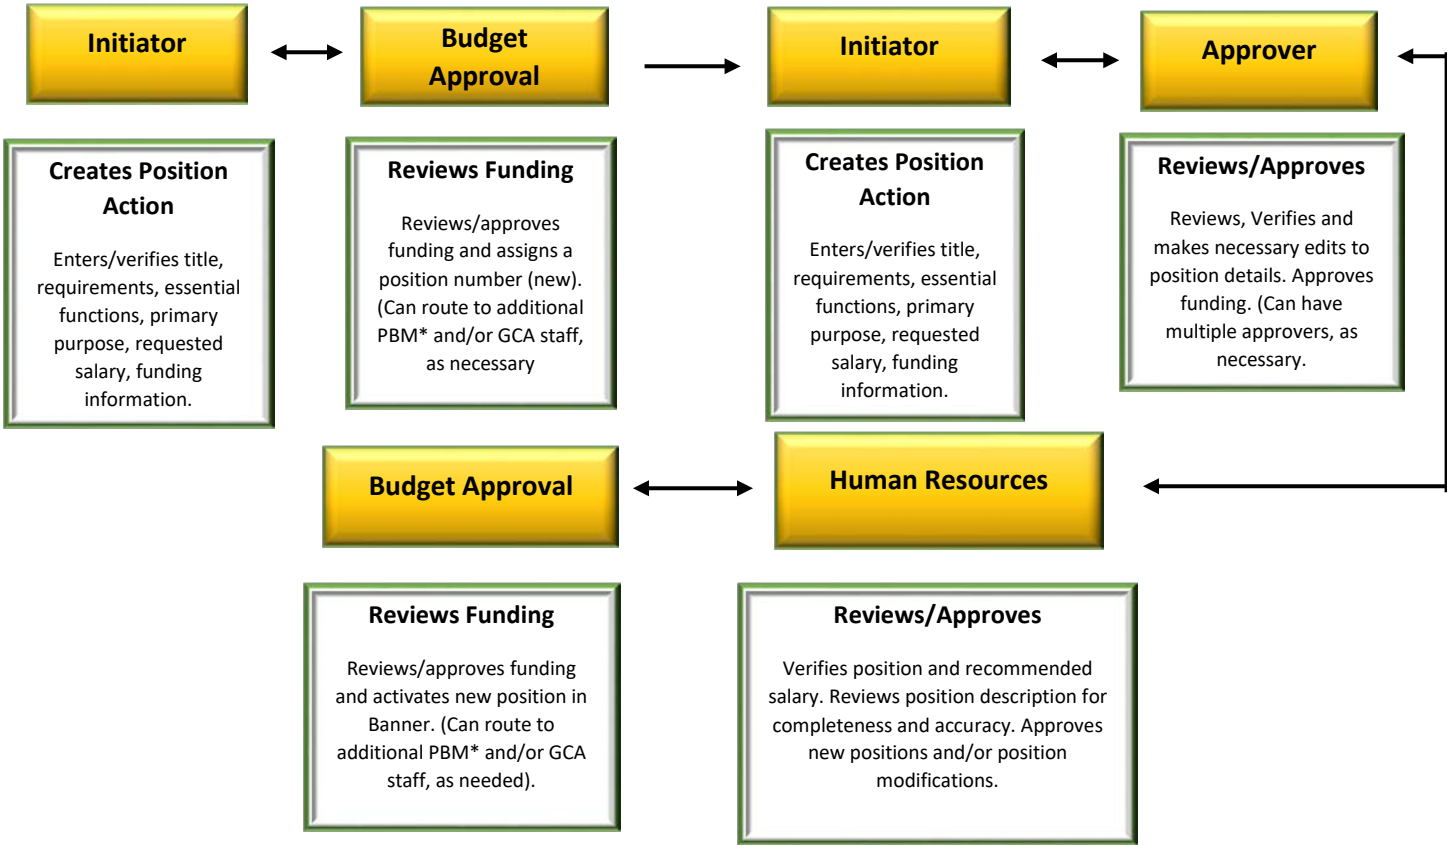 Initiator
Budget
Approval
Initiator
Approver
Creates Position
Action
Enters/verifies title,
requirements, essential
functions, primary
purpose, requested
salary, funding
information.
Reviews Funding
Reviews/approves
funding and assigns a
position number (new).
(Can route to additional
PBM* and/or GCA staff,
as necessary
Creates Position
Action
Enters/verifies title,
requirements, essential
functions, primary
purpose, requested
salary, funding
information.
Reviews/Approves
Reviews, Verifies and
makes necessary edits to
position details. Approves
funding. (Can have
multiple approvers, as
necessary.
Budget Approval
Human Resources
Reviews Funding
Reviews/approves funding
and activates new position in
Banner. (Can route to
additional PBM* and/or GCA
staff, as needed).
Reviews/Approves
Verifies position and recommended
salary. Reviews position description for
completeness and accuracy. Approves
new positions and/or position
modifications.